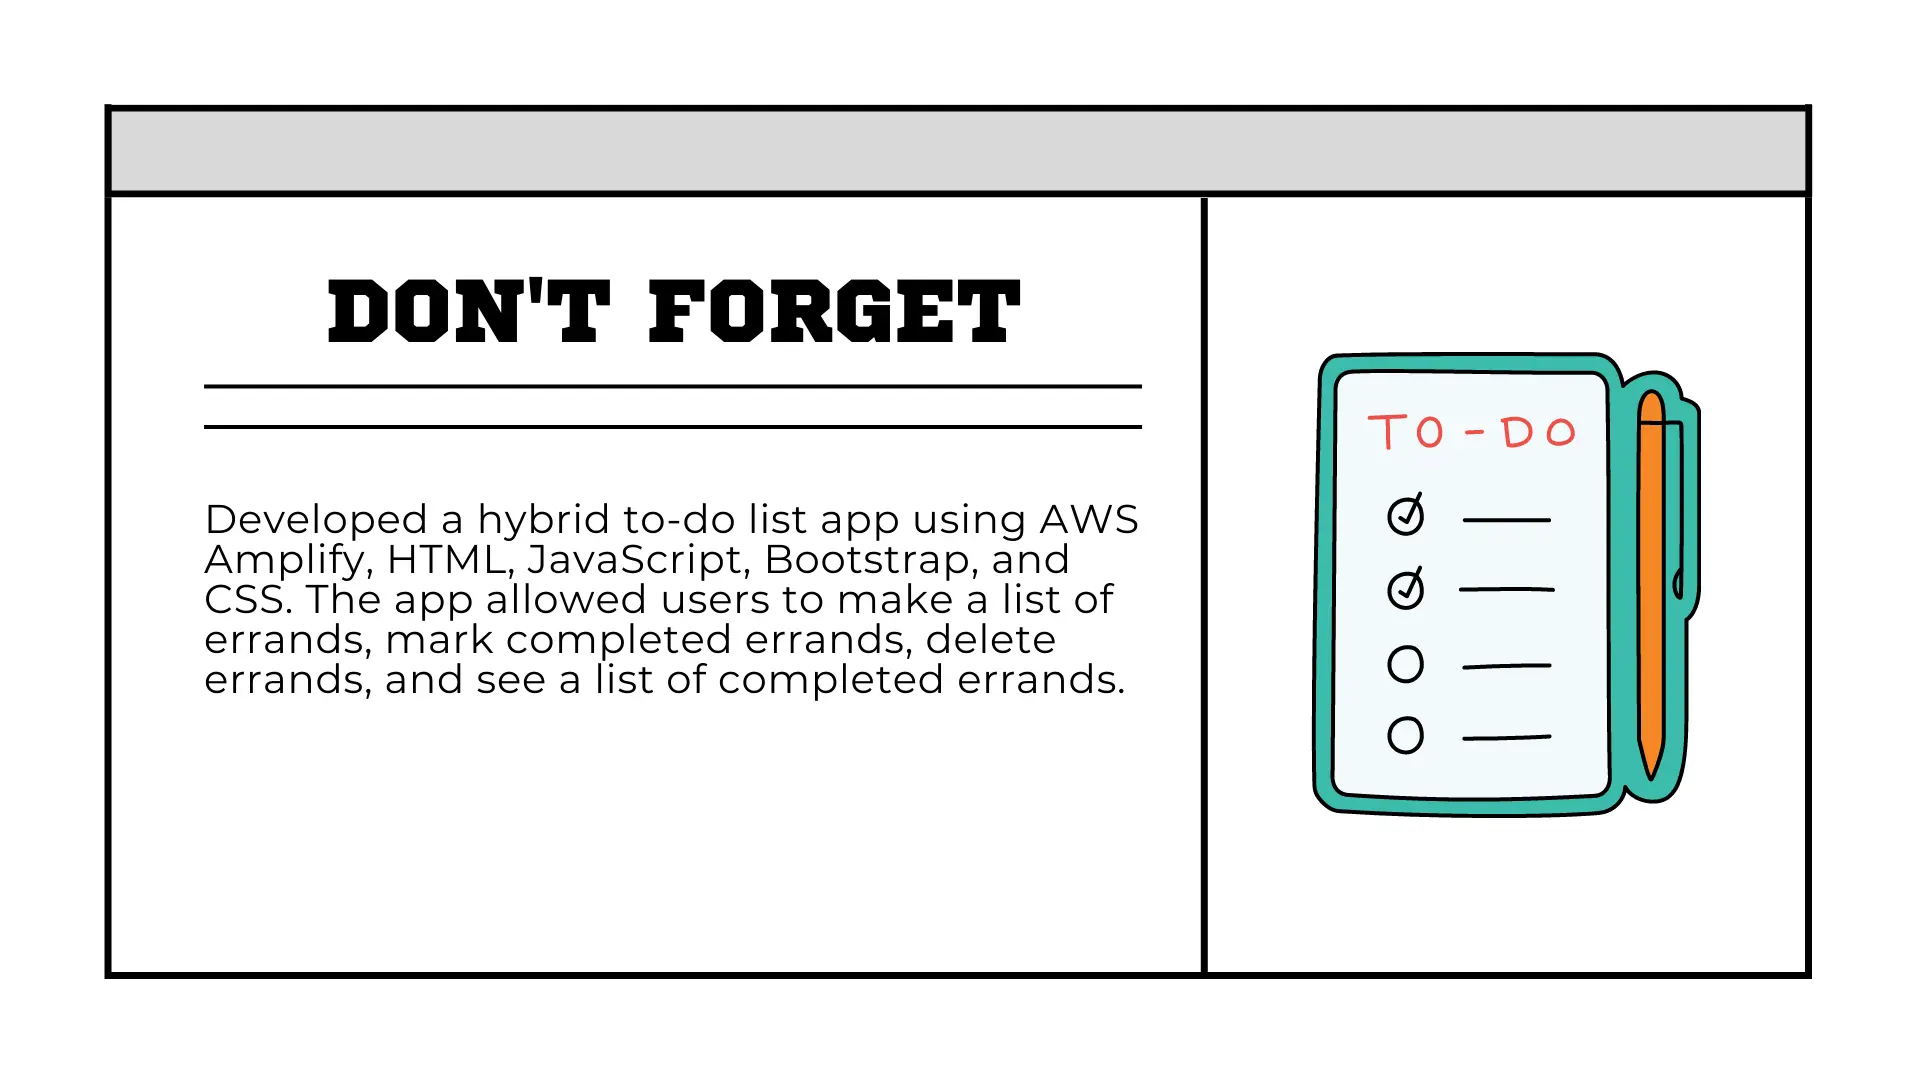 DON'T FORGET
Developed a hybrid to-do list app using AWS
Amplify, HTML, JavaScript, Bootstrap, and
CSS. The app allowed users to make a list of
errands, mark completed errands, delete
errands, and see a list of completed errands.
TO-DO